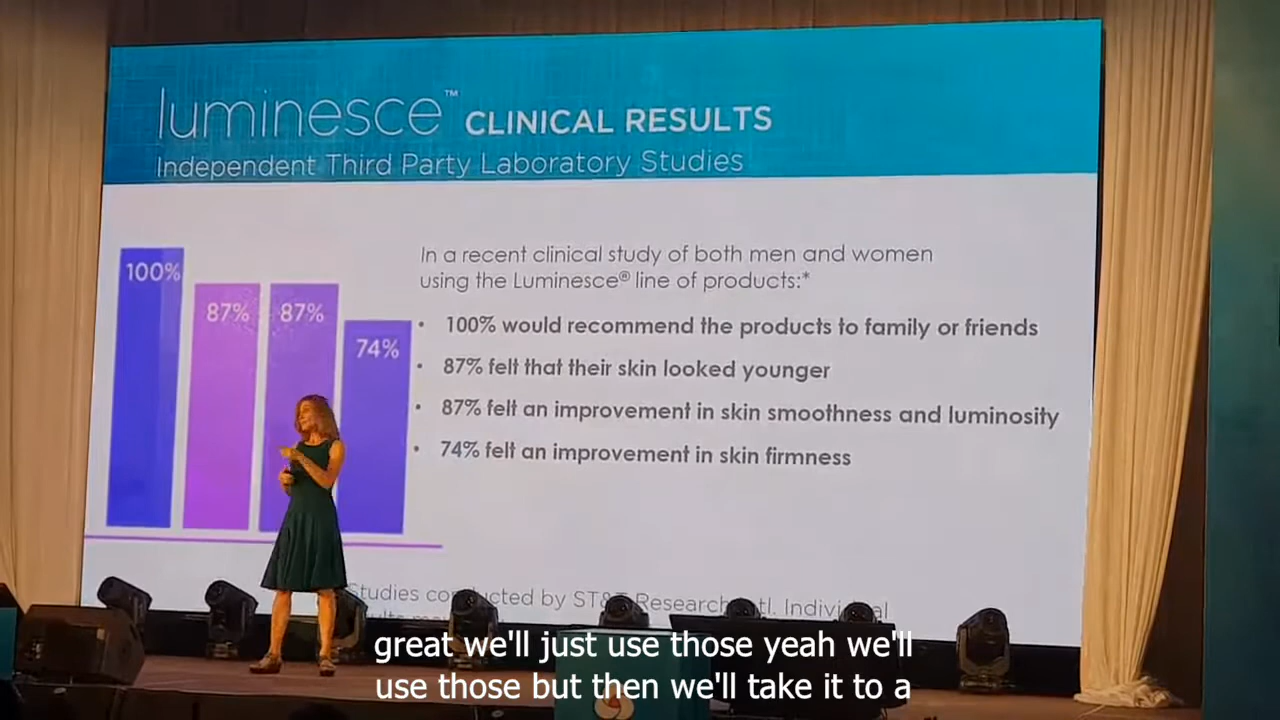 luminesce™ CLINICAL RESULTS
Independent Third Party Laboratory Studies
100%
87%
87%
74%
In a recent clinical study of both men and women
using the Luminesce® line of products:*
• 100% would recommend the products to family or friends
• 87% felt that their skin looked younger
• 87% felt an improvement in skin smoothness and luminosity
• 74% felt an improvement in skin firmness
Studies conducted by Research Individual
great we'll just use those yeah we'll
use those but then we'll take it to a